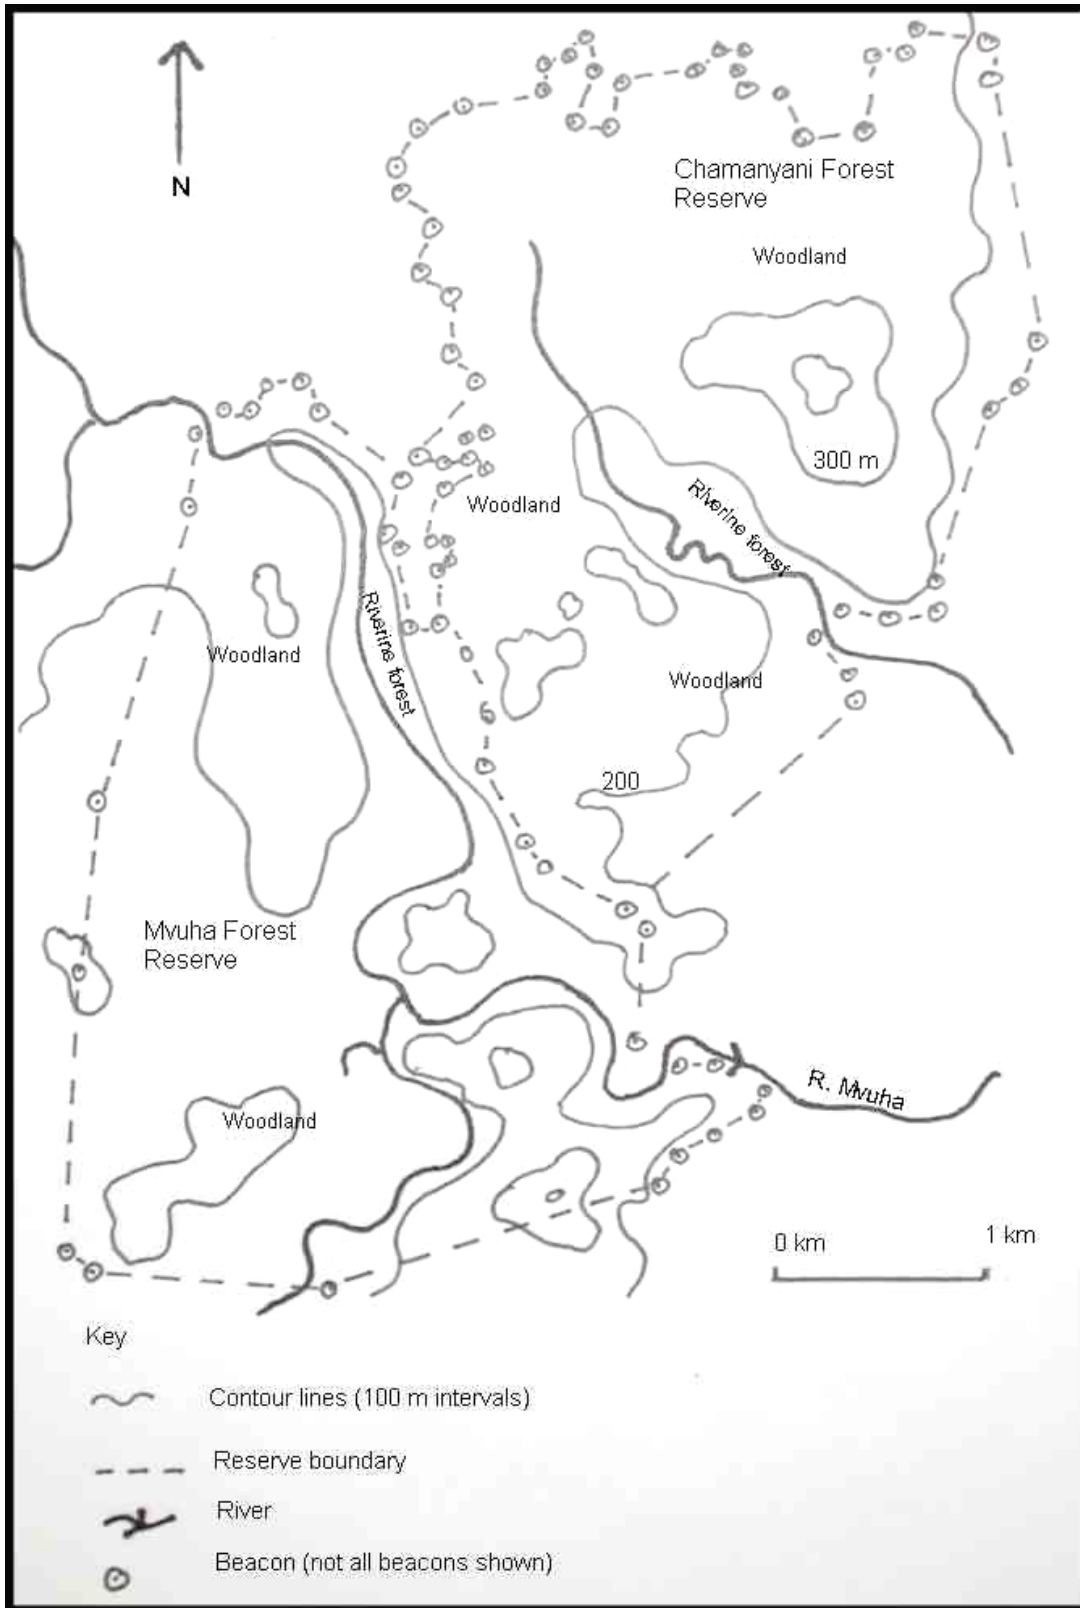 N
Chamanyani Forest
Reserve
Woodland
300 m
Woodland
Riverine forest
Riverine forest
Woodland
Woodland
200
Mvuha Forest
Reserve
R. Mvuha
Woodland
0 km
1 km
Key
Contour lines (100 m intervals)
Reserve boundary
River
Beacon (not all beacons shown)